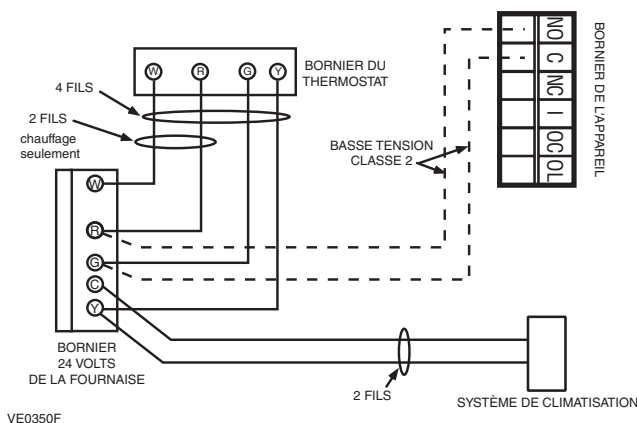 BORNIER DU
THERMOSTAT
W
R
G
Y
4 FILS
2 FILS
chauffage
seulement
BASSE TENSION
CLASSE 2
NO
C
NC
I
OC
OL
BORNIER DE L'APPAREIL
W
R
G
C
Y
BORNIER
24 VOLTS
DE LA FOURNAISE
2 FILS
SYSTÈME DE CLIMATISATION
VE0350F